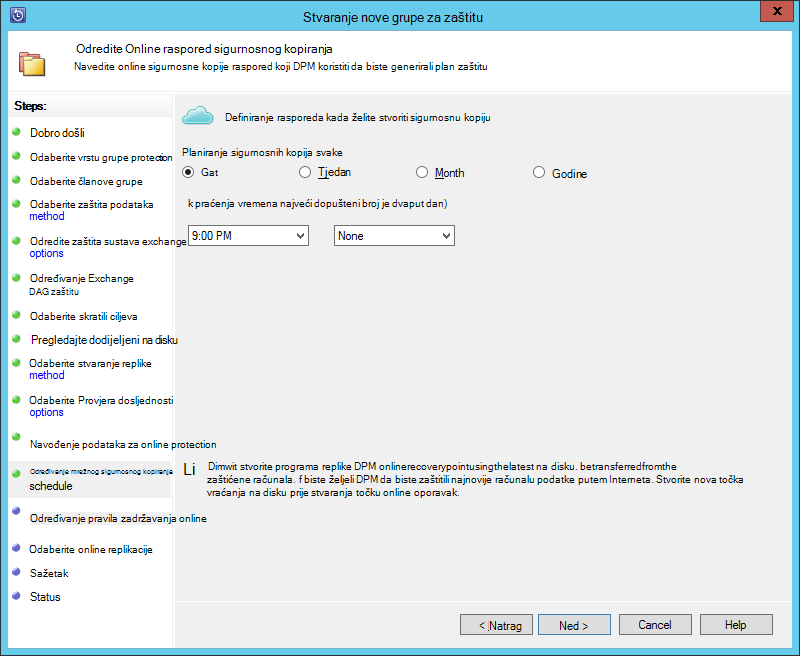 Stvaranje nove grupe za zaštitu
x
Odredite Online raspored sigurnosnog kopiranja
Navedite online sigurnosne kopije raspored koji DPM koristiti da biste generirali plan zaštitu
Steps:
Dobro došli
Odaberite vrstu grupe protection
Odaberite članove grupe
Odaberite zaštita podataka
method
Odredite zaštita sustava exchange
options
Određivanje Exchange
DAG zaštitu
Odaberite skratili ciljeva
Pregledajte dodijeljeni na disku
Odaberite stvaranje replike
method
Odaberite Provjera dosljednosti
options
Navođenje podataka za online protection
Određivanje mrežnog sigurnosnog kopiranja
schedule
Određivanje pravila zadržavanja online
Odaberite online replikacije
Sažetak
Status
Definiranje rasporeda kada želite stvoriti sigurnosnu kopiju
Planiranje sigurnosnih kopija svake
Gat
Tjedan
Month
Godine
k praćenja vremena najveći dopušteni broj je dvaput dan)
9:00 PM
None
Li
Dimwit stvorite programa replike DPM onlinerecoverypointusingthelatest na disku. betransferredfromthe
zaštićene računala. f biste željeli DPM da biste zaštitili najnovije računalu podatke putem Interneta. Stvorite nova točka
vraćanja na disku prije stvaranja točku online oporavak.
< Natrag
Ned >
Cancel
Help